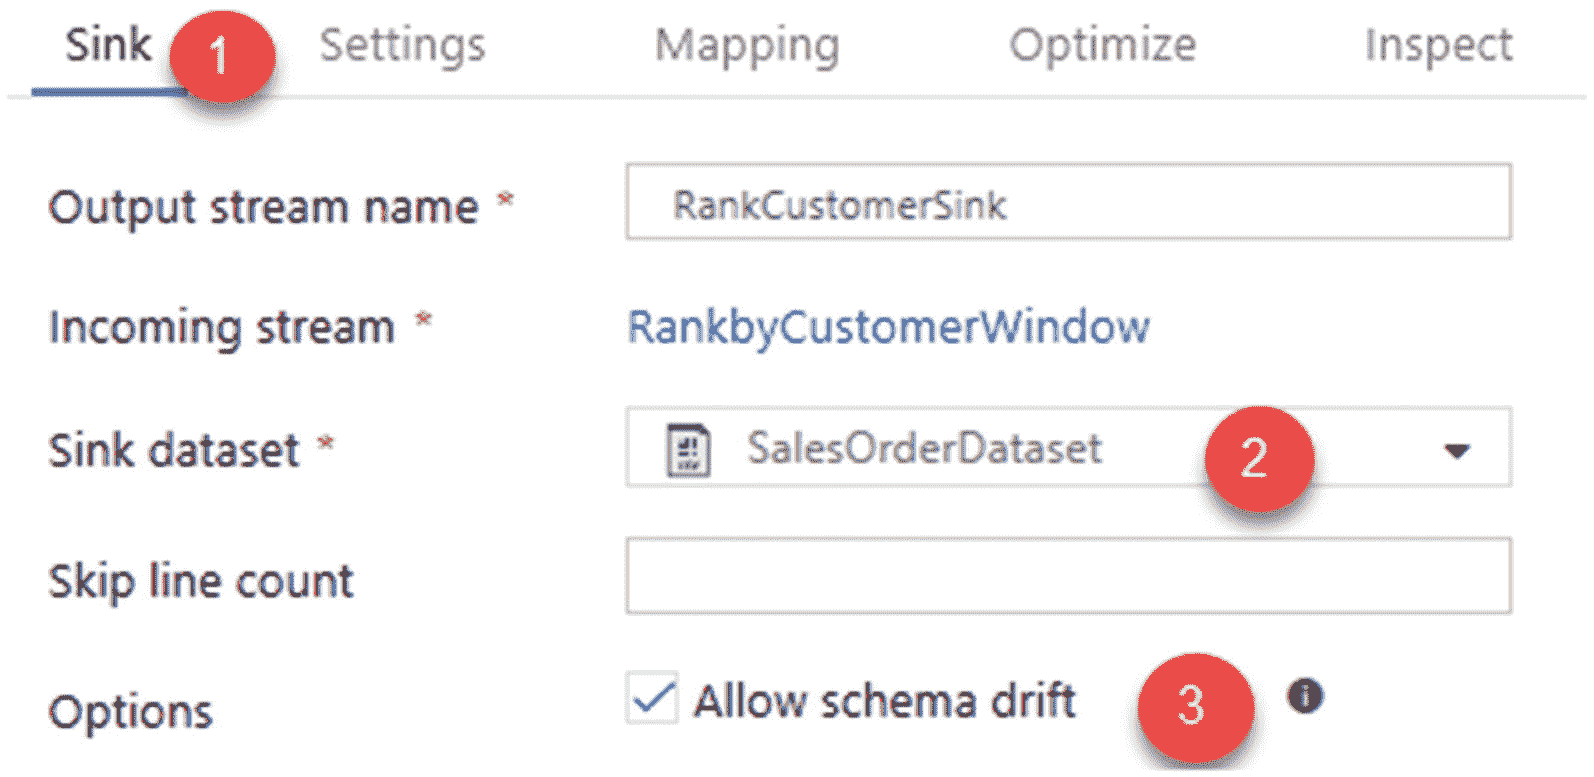 Sink 1 Settings Mapping Optimize Inspect
Output stream name * RankCustomerSink
Incoming stream * RankbyCustomerWindow
Sink dataset * SalesOrderDataset 2
Skip line count
Options Allow schema drift 3 i